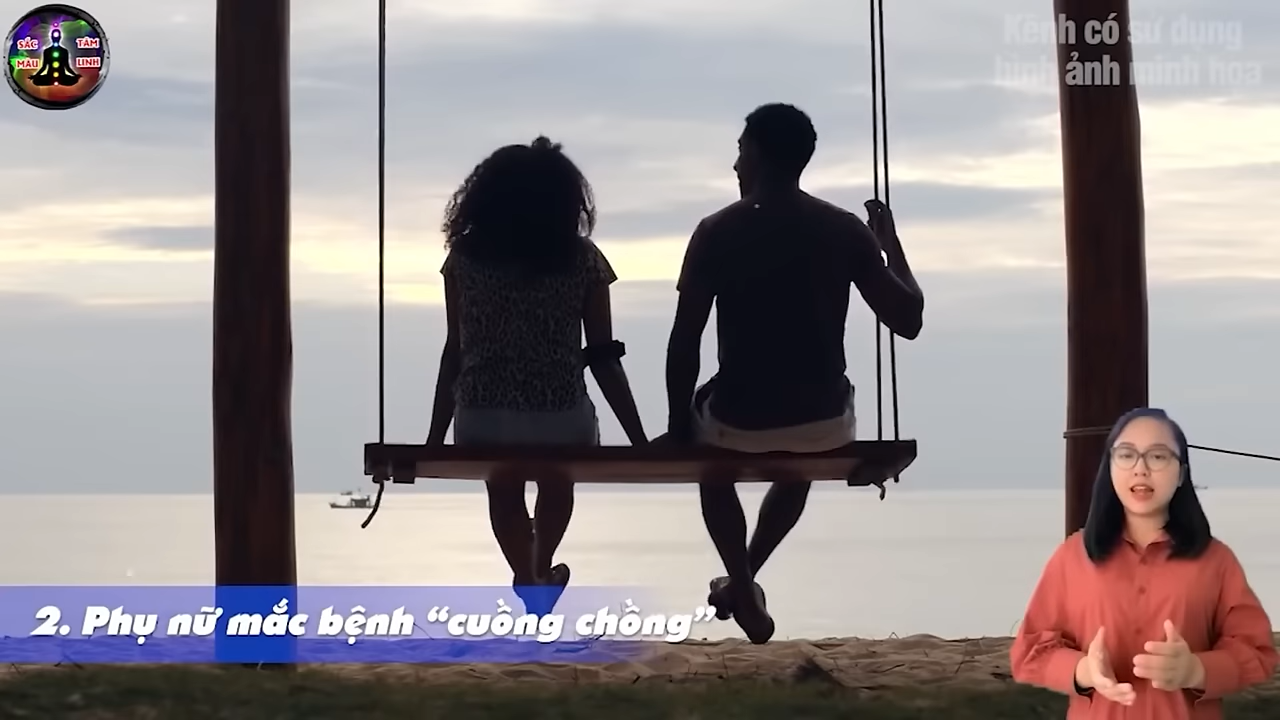 SẮC TÂM
MÀU LINH
Kênh có sử dụng
hình ảnh minh họa
2. Phụ nữ mắc bệnh “cuồng chồng”